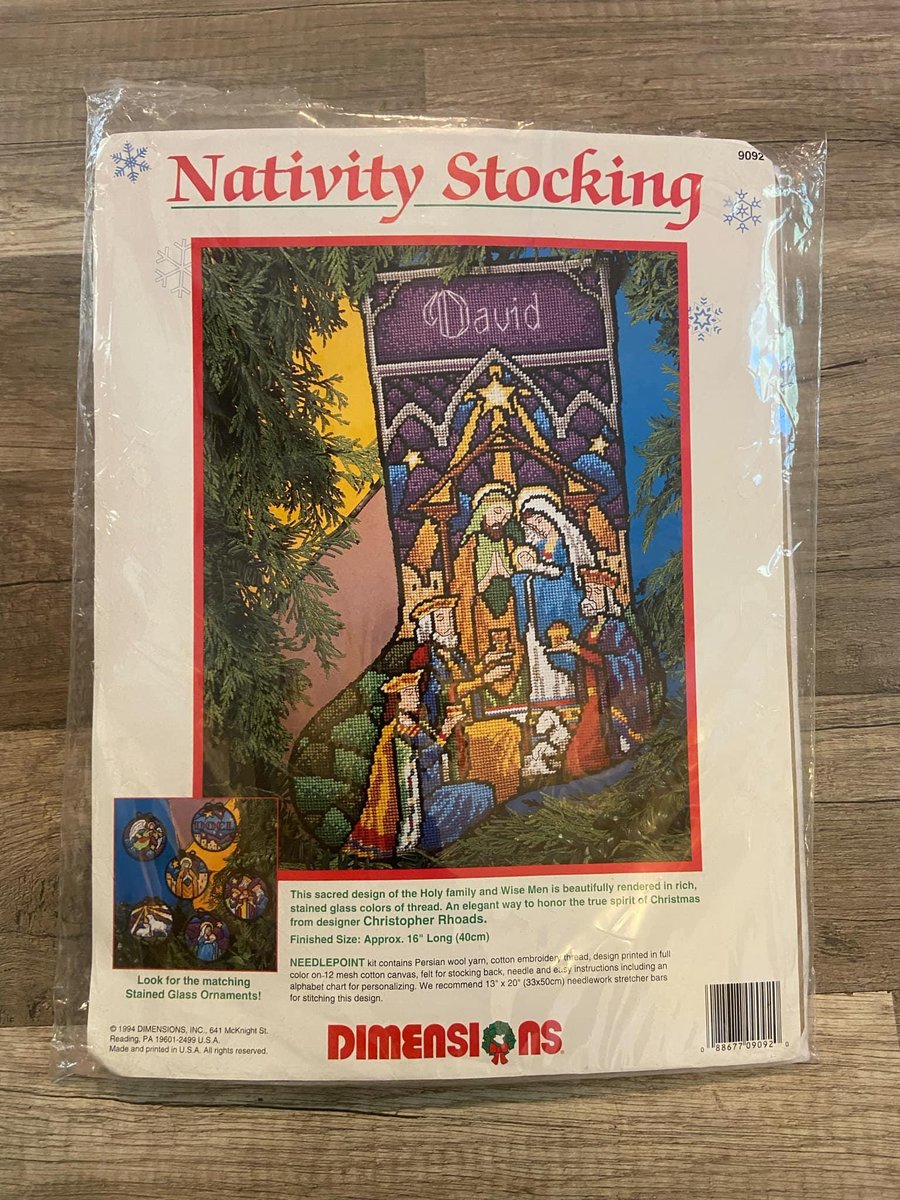 9092
Nativity Stocking
David
NOEL
This sacred design of the Holy family and Wise Men is beautifully rendered in rich,
stained glass colors of thread. An elegant way to honor the true spirit of Christmas
from designer Christopher Rhoads.
Finished Size: Approx. 16" Long (40cm)
NEEDLEPOINT kit contains Persian wool yarn, cotton embroidery thread, design printed in full
color on-12 mesh cotton canvas, felt for stocking back, needle and easy instructions including an
alphabet chart for personalizing. We recommend 13" x 20" (33x50cm) needlework stretcher bars
for stitching this design.
Look for the matching
Stained Glass Ornaments!
© 1994 DIMENSIONS, INC., 641 McKnight St.
Reading, PA 19601-2499 U.S.A.
Made and printed in U.S.A. All rights reserved.
DIMENSIONS®
0 88677 09092 0